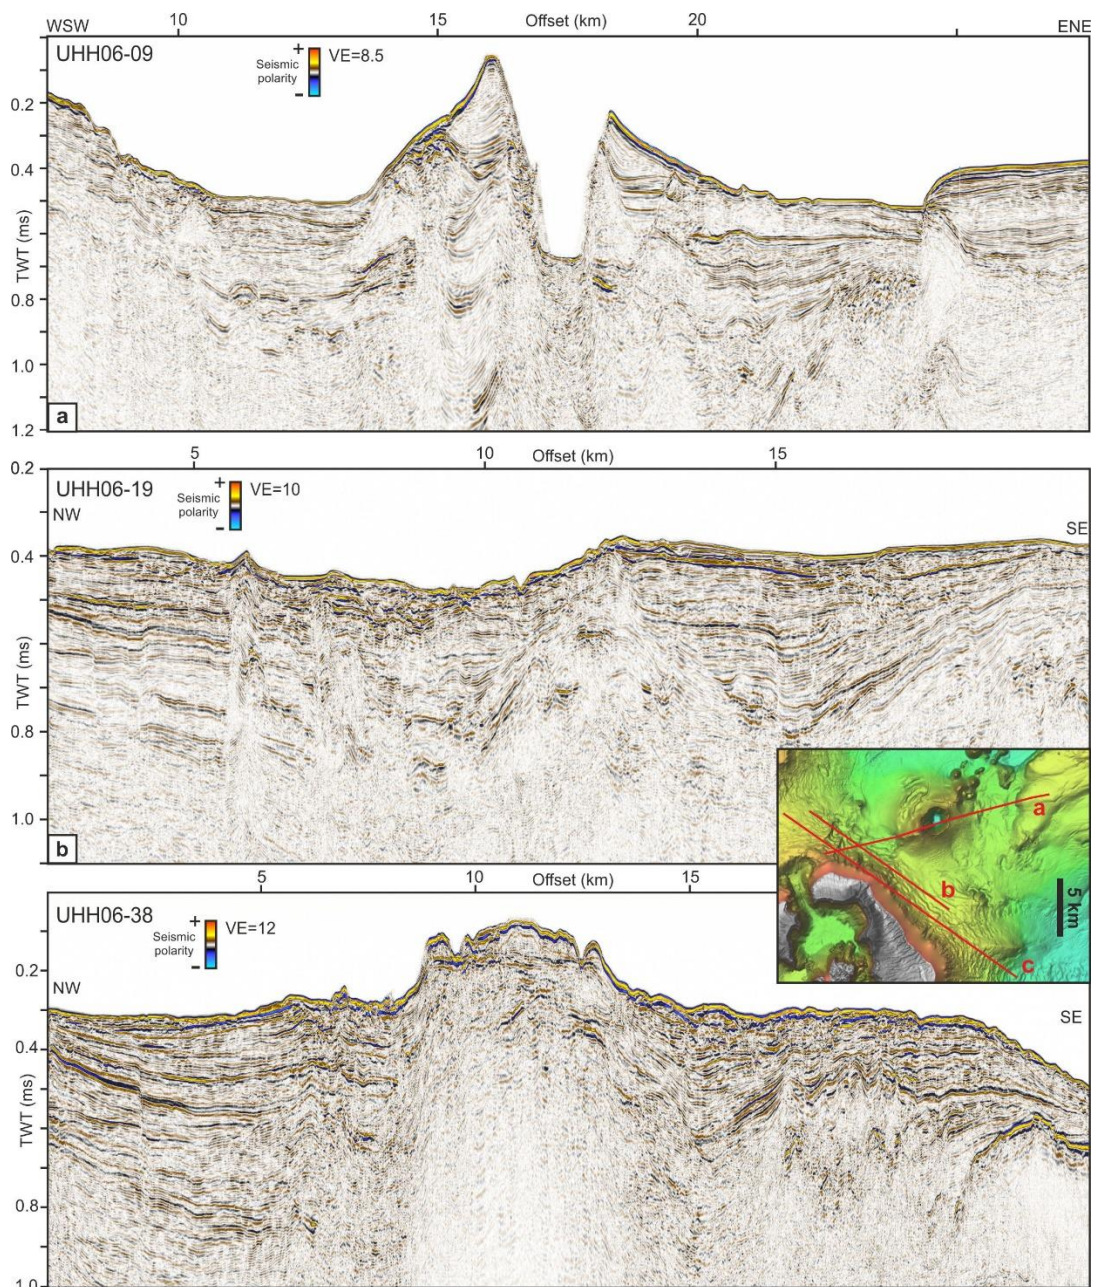 WSW 10 15 Offset (km) 20 ENE
UHH06-09
+
Seismic
polarity
-
VE=8.5
0.2
0.4
0.6
0.8
1.0
1.2
TWT (ms)
a
5 10 Offset (km) 15
0.2
UHH06-19
+
Seismic
polarity
-
VE=10
NW
SE
0.4
0.6
0.8
1.0
TWT (ms)
b
a
b
c
5 km
5 10 Offset (km) 15
UHH06-38
+
Seismic
polarity
-
VE=12
NW
SE
0.2
0.4
0.6
0.8
1.0
TWT (ms)